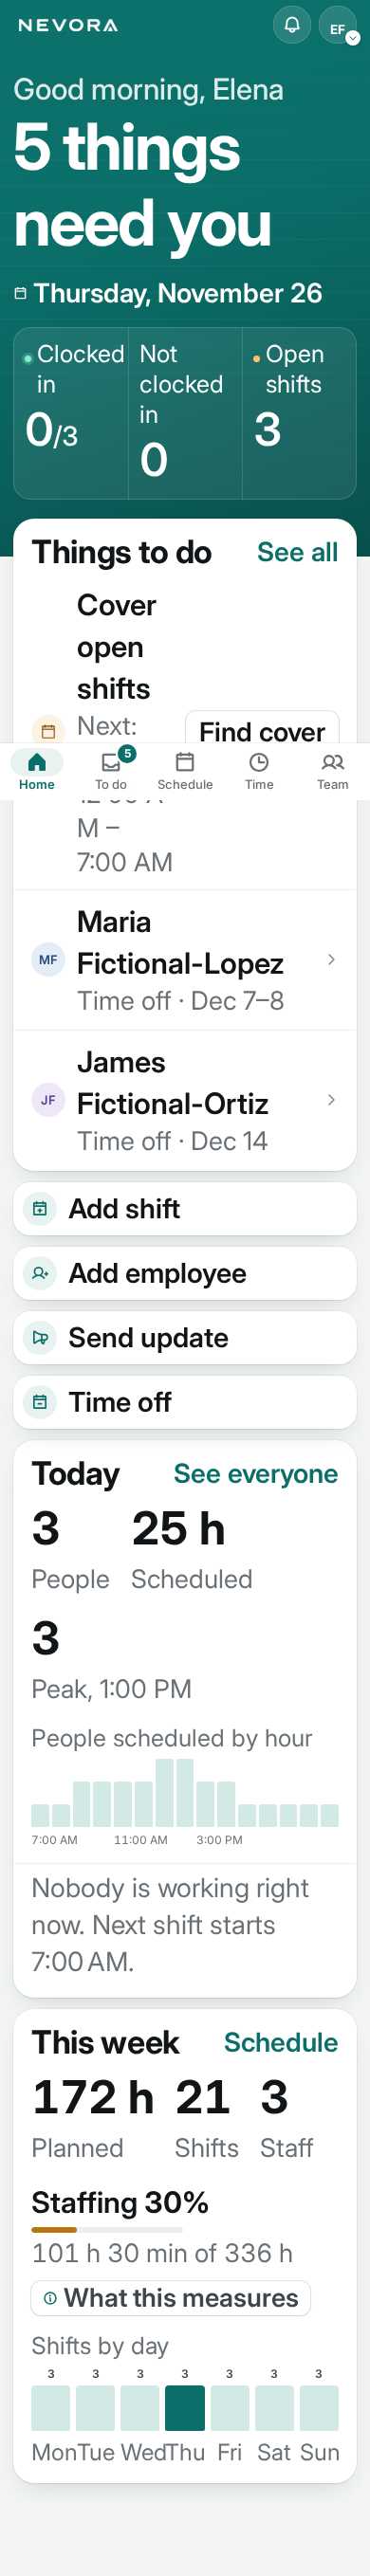 NEVORA
EF
Good morning, Elena
5 things
need you
Thursday, November 26
Clocked
in
0/3
Not
clocked
in
0
Open
shifts
3
Things to do
See all
Cover
open
shifts
Next:
Find cover
Home
5
To do
Schedule
Time
Team
M –
7:00 AM
MF
Maria
Fictional-Lopez
Time off · Dec 7–8
JF
James
Fictional-Ortiz
Time off · Dec 14
Add shift
Add employee
Send update
Time off
Today
See everyone
3
People
25 h
Scheduled
3
Peak, 1:00 PM
People scheduled by hour
7:00 AM
11:00 AM
3:00 PM
Nobody is working right
now. Next shift starts
7:00 AM.
This week
Schedule
172 h
Planned
21
Shifts
3
Staff
Staffing 30%
101 h 30 min of 336 h
What this measures
Shifts by day
3 3 3 3 3 3 3
Mon Tue Wed Thu Fri Sat Sun